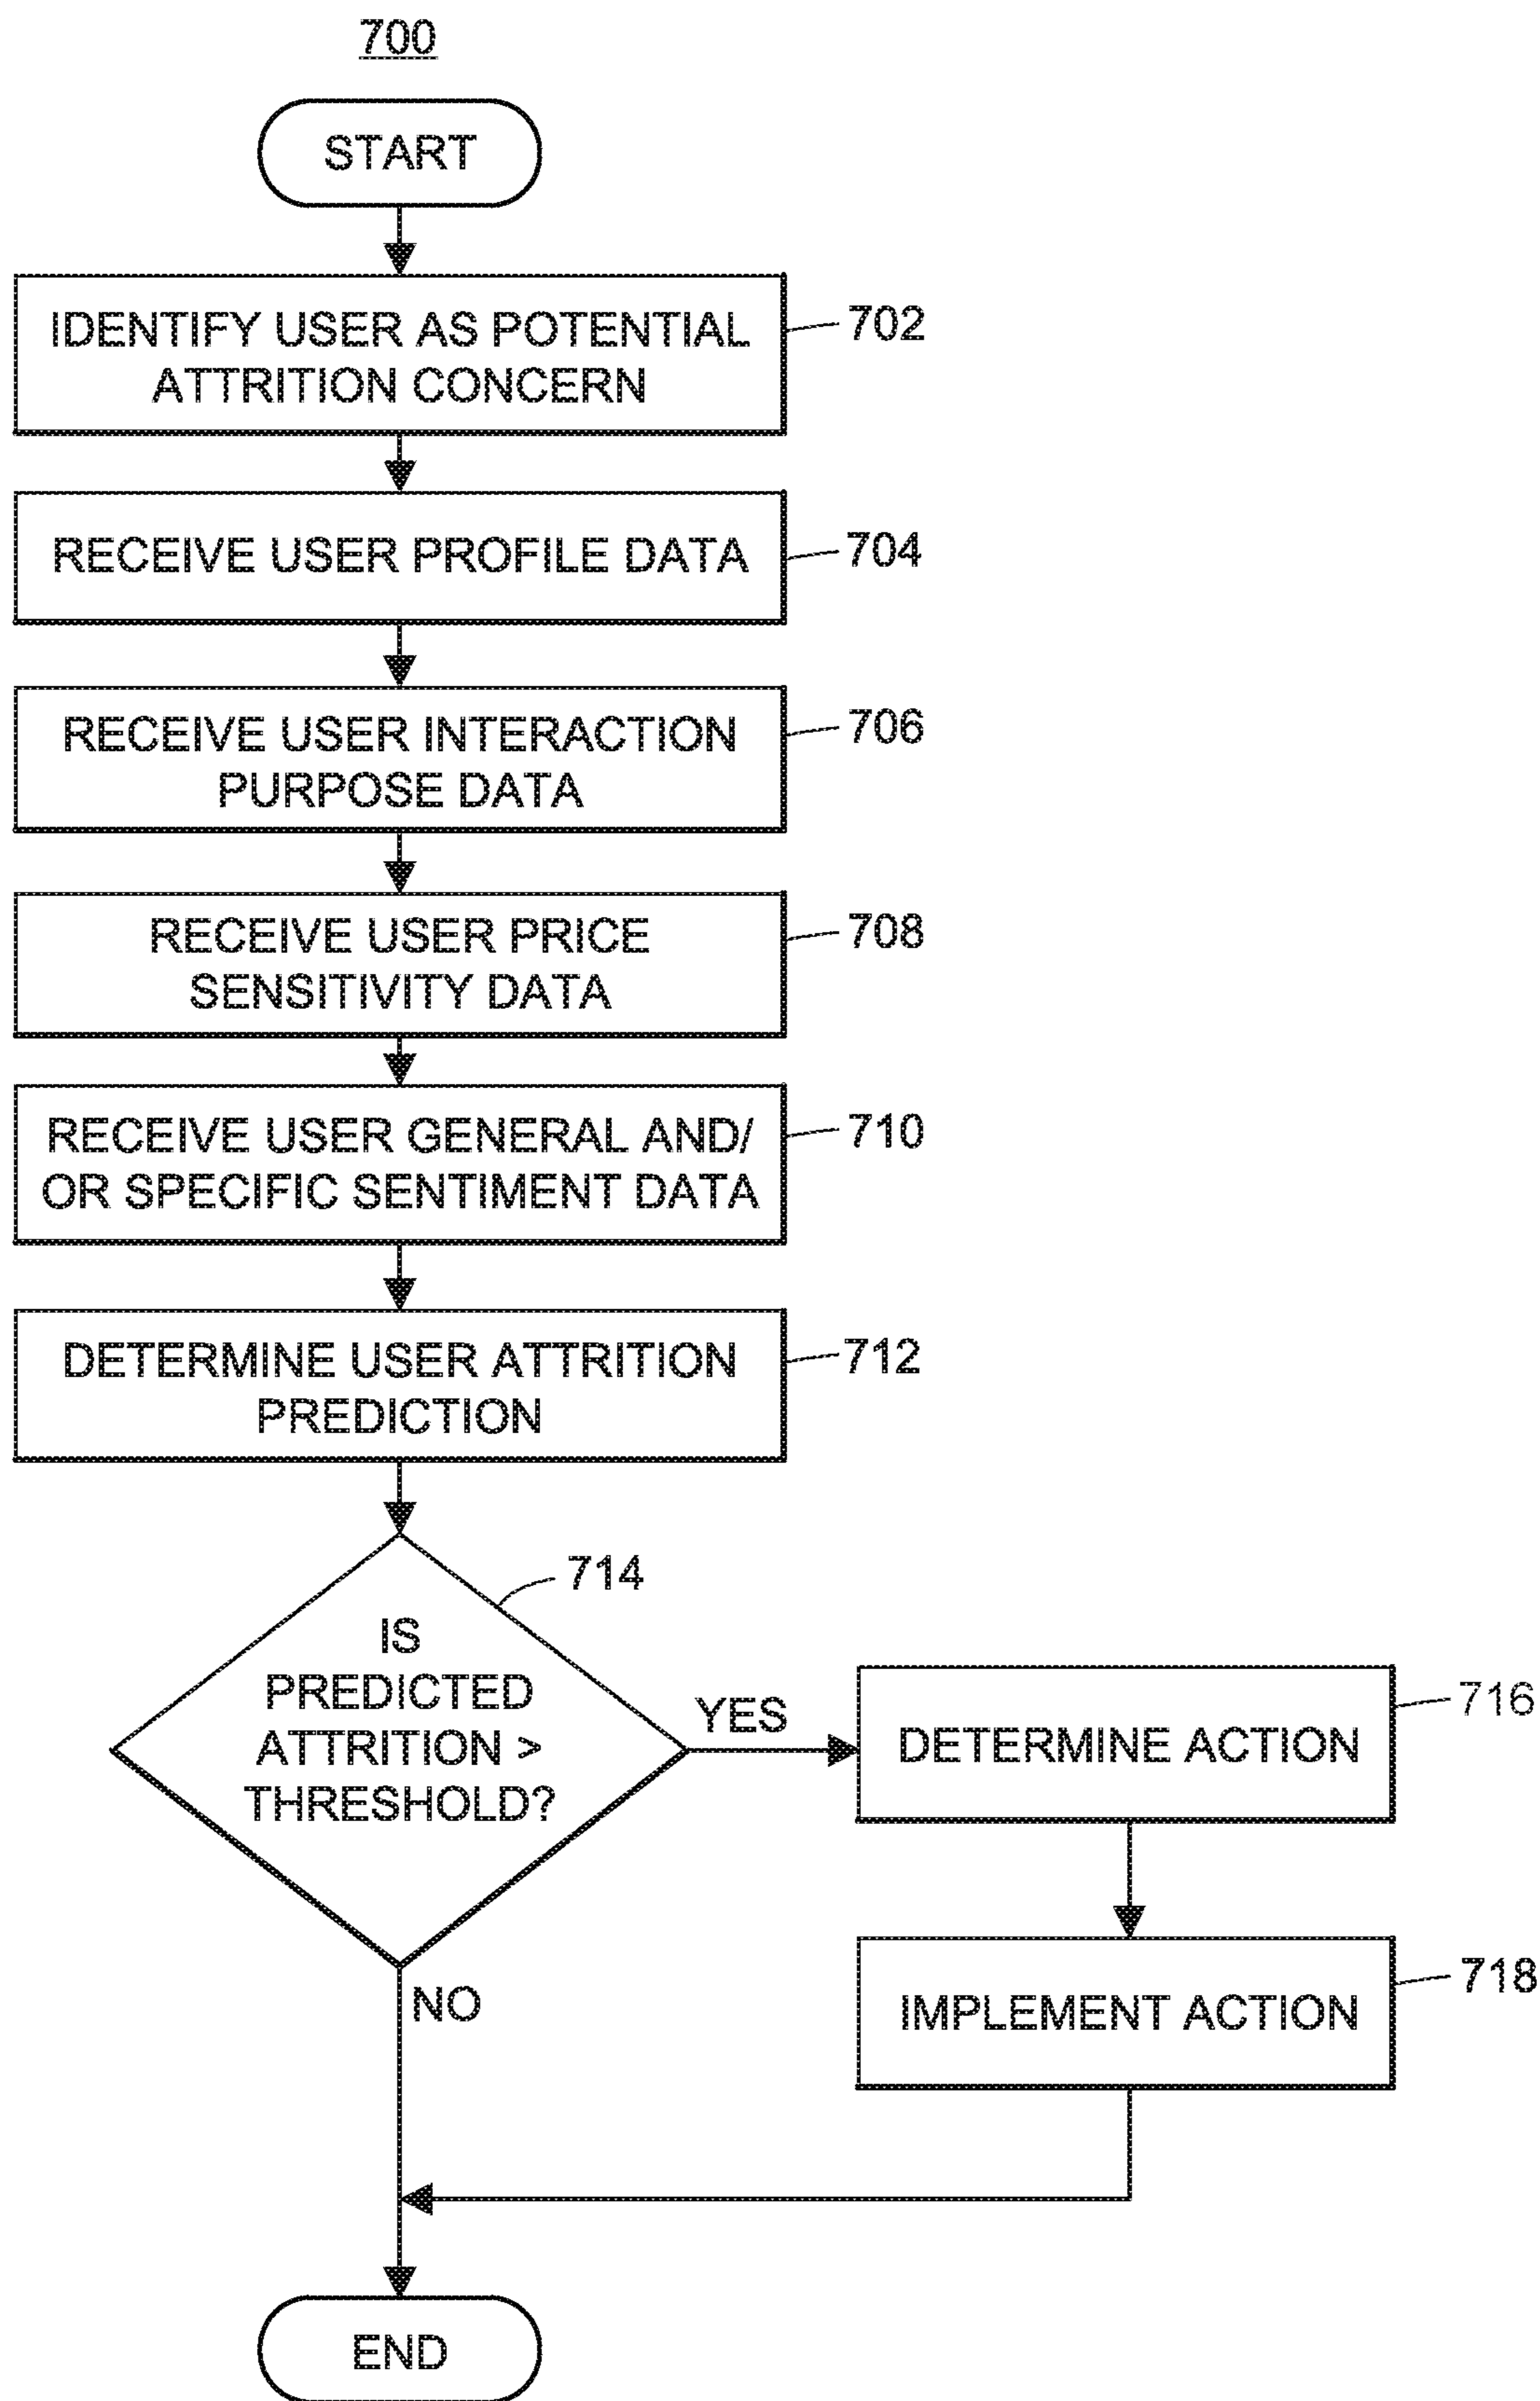 700
START
IDENTIFY USER AS POTENTIAL
ATTRITION CONCERN
702
RECEIVE USER PROFILE DATA
704
RECEIVE USER INTERACTION
PURPOSE DATA
706
RECEIVE USER PRICE
SENSITIVITY DATA
708
RECEIVE USER GENERAL AND/
OR SPECIFIC SENTIMENT DATA
710
DETERMINE USER ATTRITION
PREDICTION
712
714
IS
PREDICTED
ATTRITION >
THRESHOLD?
YES
DETERMINE ACTION
716
NO
IMPLEMENT ACTION
718
END